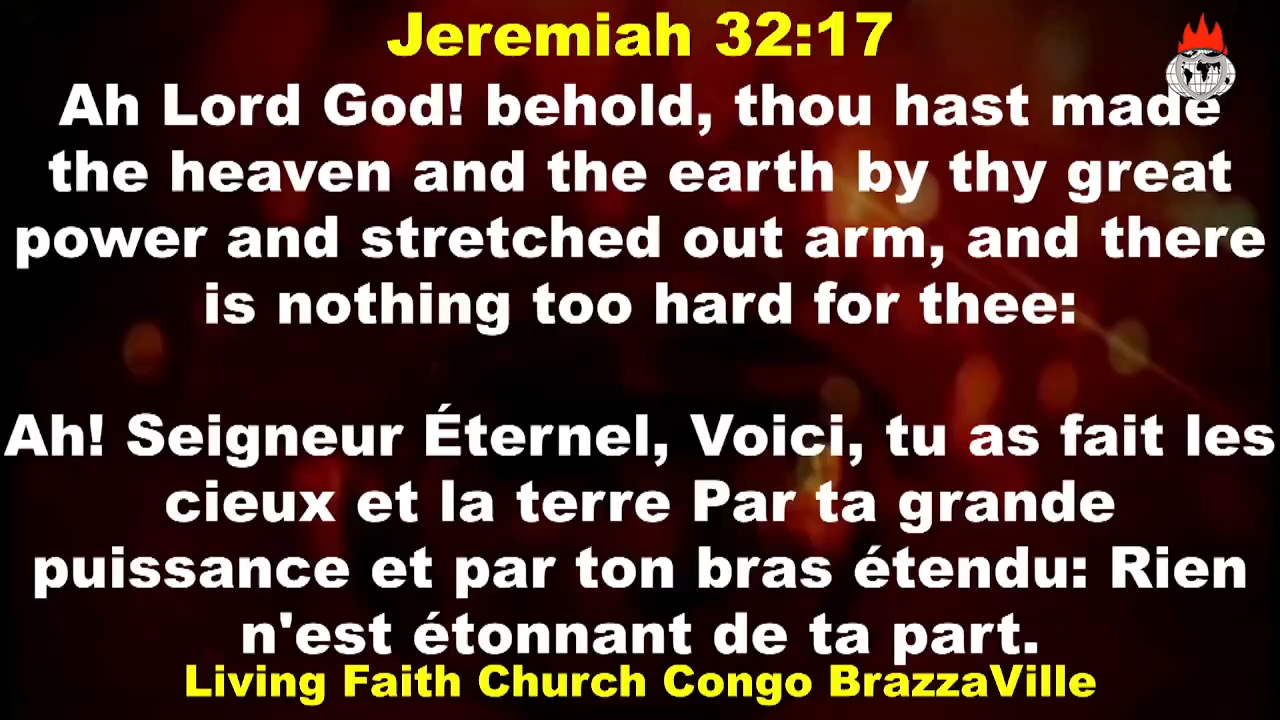 Jeremiah 32:17
Ah Lord God! behold, thou hast made
the heaven and the earth by thy great
power and stretched out arm, and there
is nothing too hard for thee:
Ah! Seigneur Éternel, Voici, tu as fait les
cieux et la terre Par ta grande
puissance et par ton bras étendu: Rien
n'est étonnant de ta part.
Living Faith Church Congo BrazzaVille